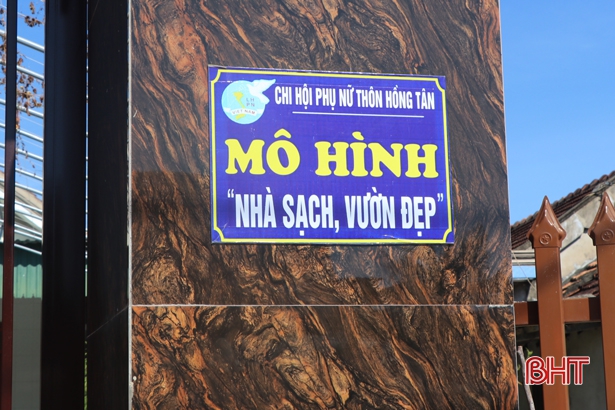 CHI HỘI PHỤ NỮ THÔN HỒNG TÂN
MÔ HÌNH
"NHÀ SẠCH, VƯỜN ĐẸP"
BHT